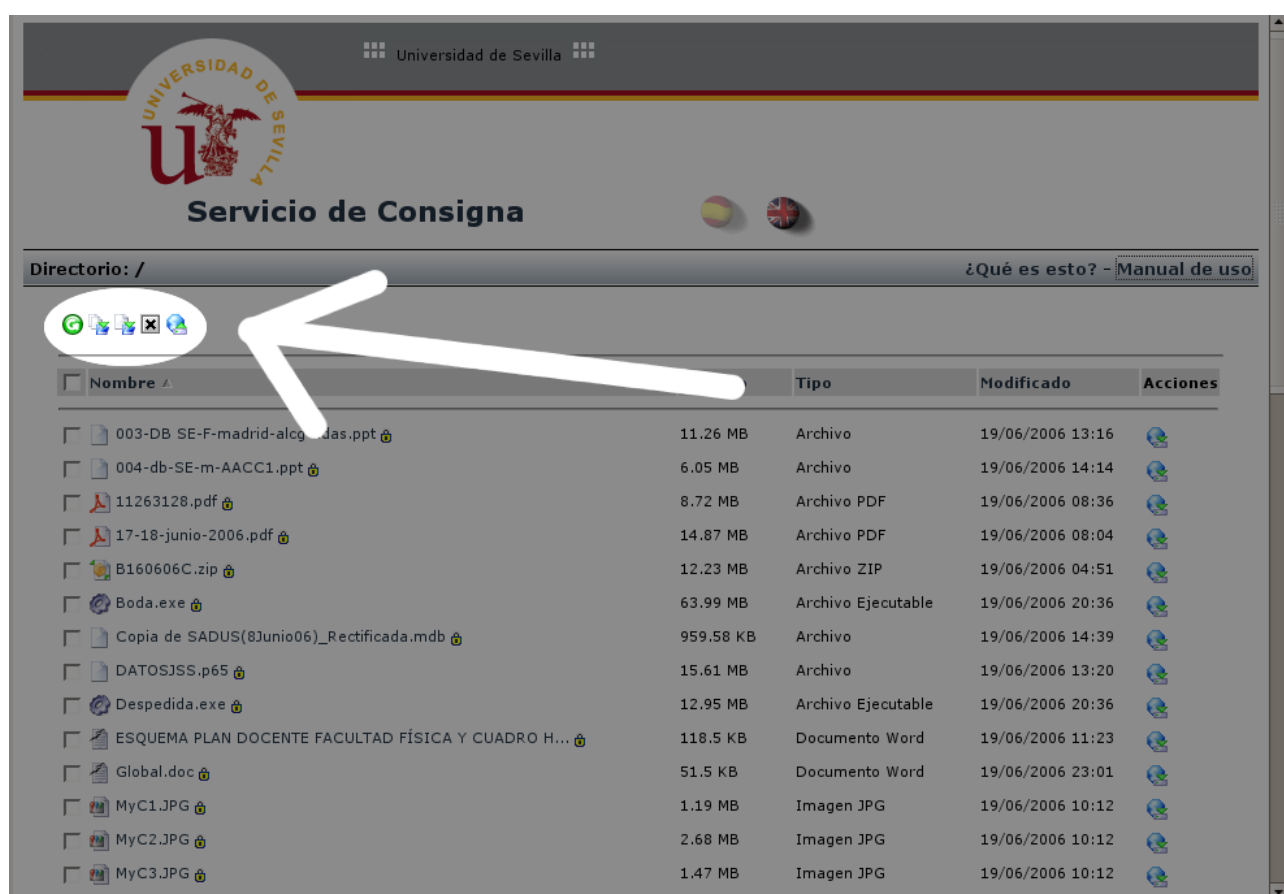 Universidad de Sevilla
UNIVERSIDAD DE SEVILLA
Servicio de Consigna
Directorio: / ¿Qué es esto? - Manual de uso
Nombre Tipo Modificado Acciones
003-DB SE-F-madrid-alcg das.ppt 11.26 MB Archivo 19/06/2006 13:16
004-db-SE-m-AACC1.ppt 6.05 MB Archivo 19/06/2006 14:14
11263128.pdf 8.72 MB Archivo PDF 19/06/2006 08:36
17-18-junio-2006.pdf 14.87 MB Archivo PDF 19/06/2006 08:04
B160606C.zip 12.23 MB Archivo ZIP 19/06/2006 04:51
Boda.exe 63.99 MB Archivo Ejecutable 19/06/2006 20:36
Copia de SADUS(8Junio06)_Rectificada.mdb 959.58 KB Archivo 19/06/2006 14:39
DATOSJSS.p65 15.61 MB Archivo 19/06/2006 13:20
Despedida.exe 12.95 MB Archivo Ejecutable 19/06/2006 20:36
ESQUEMA PLAN DOCENTE FACULTAD FÍSICA Y CUADRO H... 118.5 KB Documento Word 19/06/2006 11:23
Global.doc 51.5 KB Documento Word 19/06/2006 23:01
MyC1.JPG 1.19 MB Imagen JPG 19/06/2006 10:12
MyC2.JPG 2.68 MB Imagen JPG 19/06/2006 10:12
MyC3.JPG 1.47 MB Imagen JPG 19/06/2006 10:12